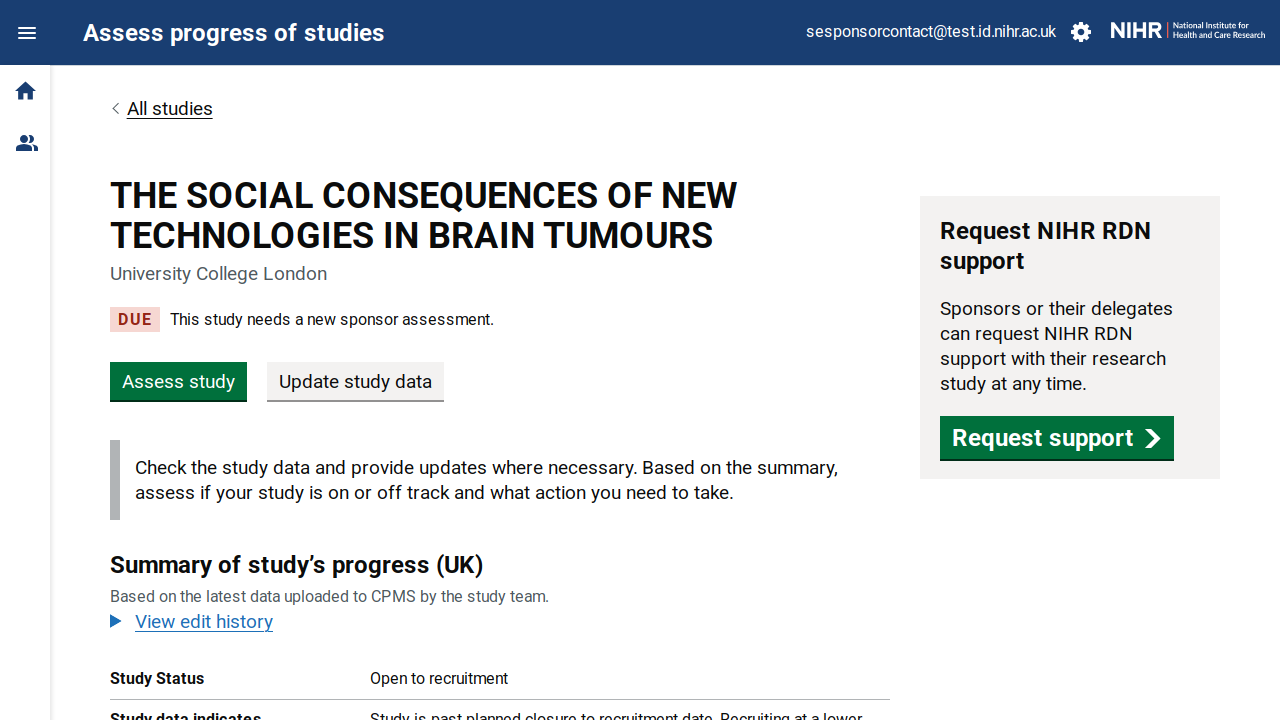 Assess progress of studies
sesponsorcontact@test.id.nihr.ac.uk
NIHR
National Institute for
Health and Care Research
All studies
THE SOCIAL CONSEQUENCES OF NEW
TECHNOLOGIES IN BRAIN TUMOURS
University College London
DUE This study needs a new sponsor assessment.
Assess study
Update study data
Check the study data and provide updates where necessary. Based on the summary,
assess if your study is on or off track and what action you need to take.
Summary of study’s progress (UK)
Based on the latest data uploaded to CPMS by the study team.
View edit history
Study Status Open to recruitment
Study data indicates Study is past planned closure to recruitment date, Recruiting at a lower
Request NIHR RDN
support
Sponsors or their delegates
can request NIHR RDN
support with their research
study at any time.
Request support